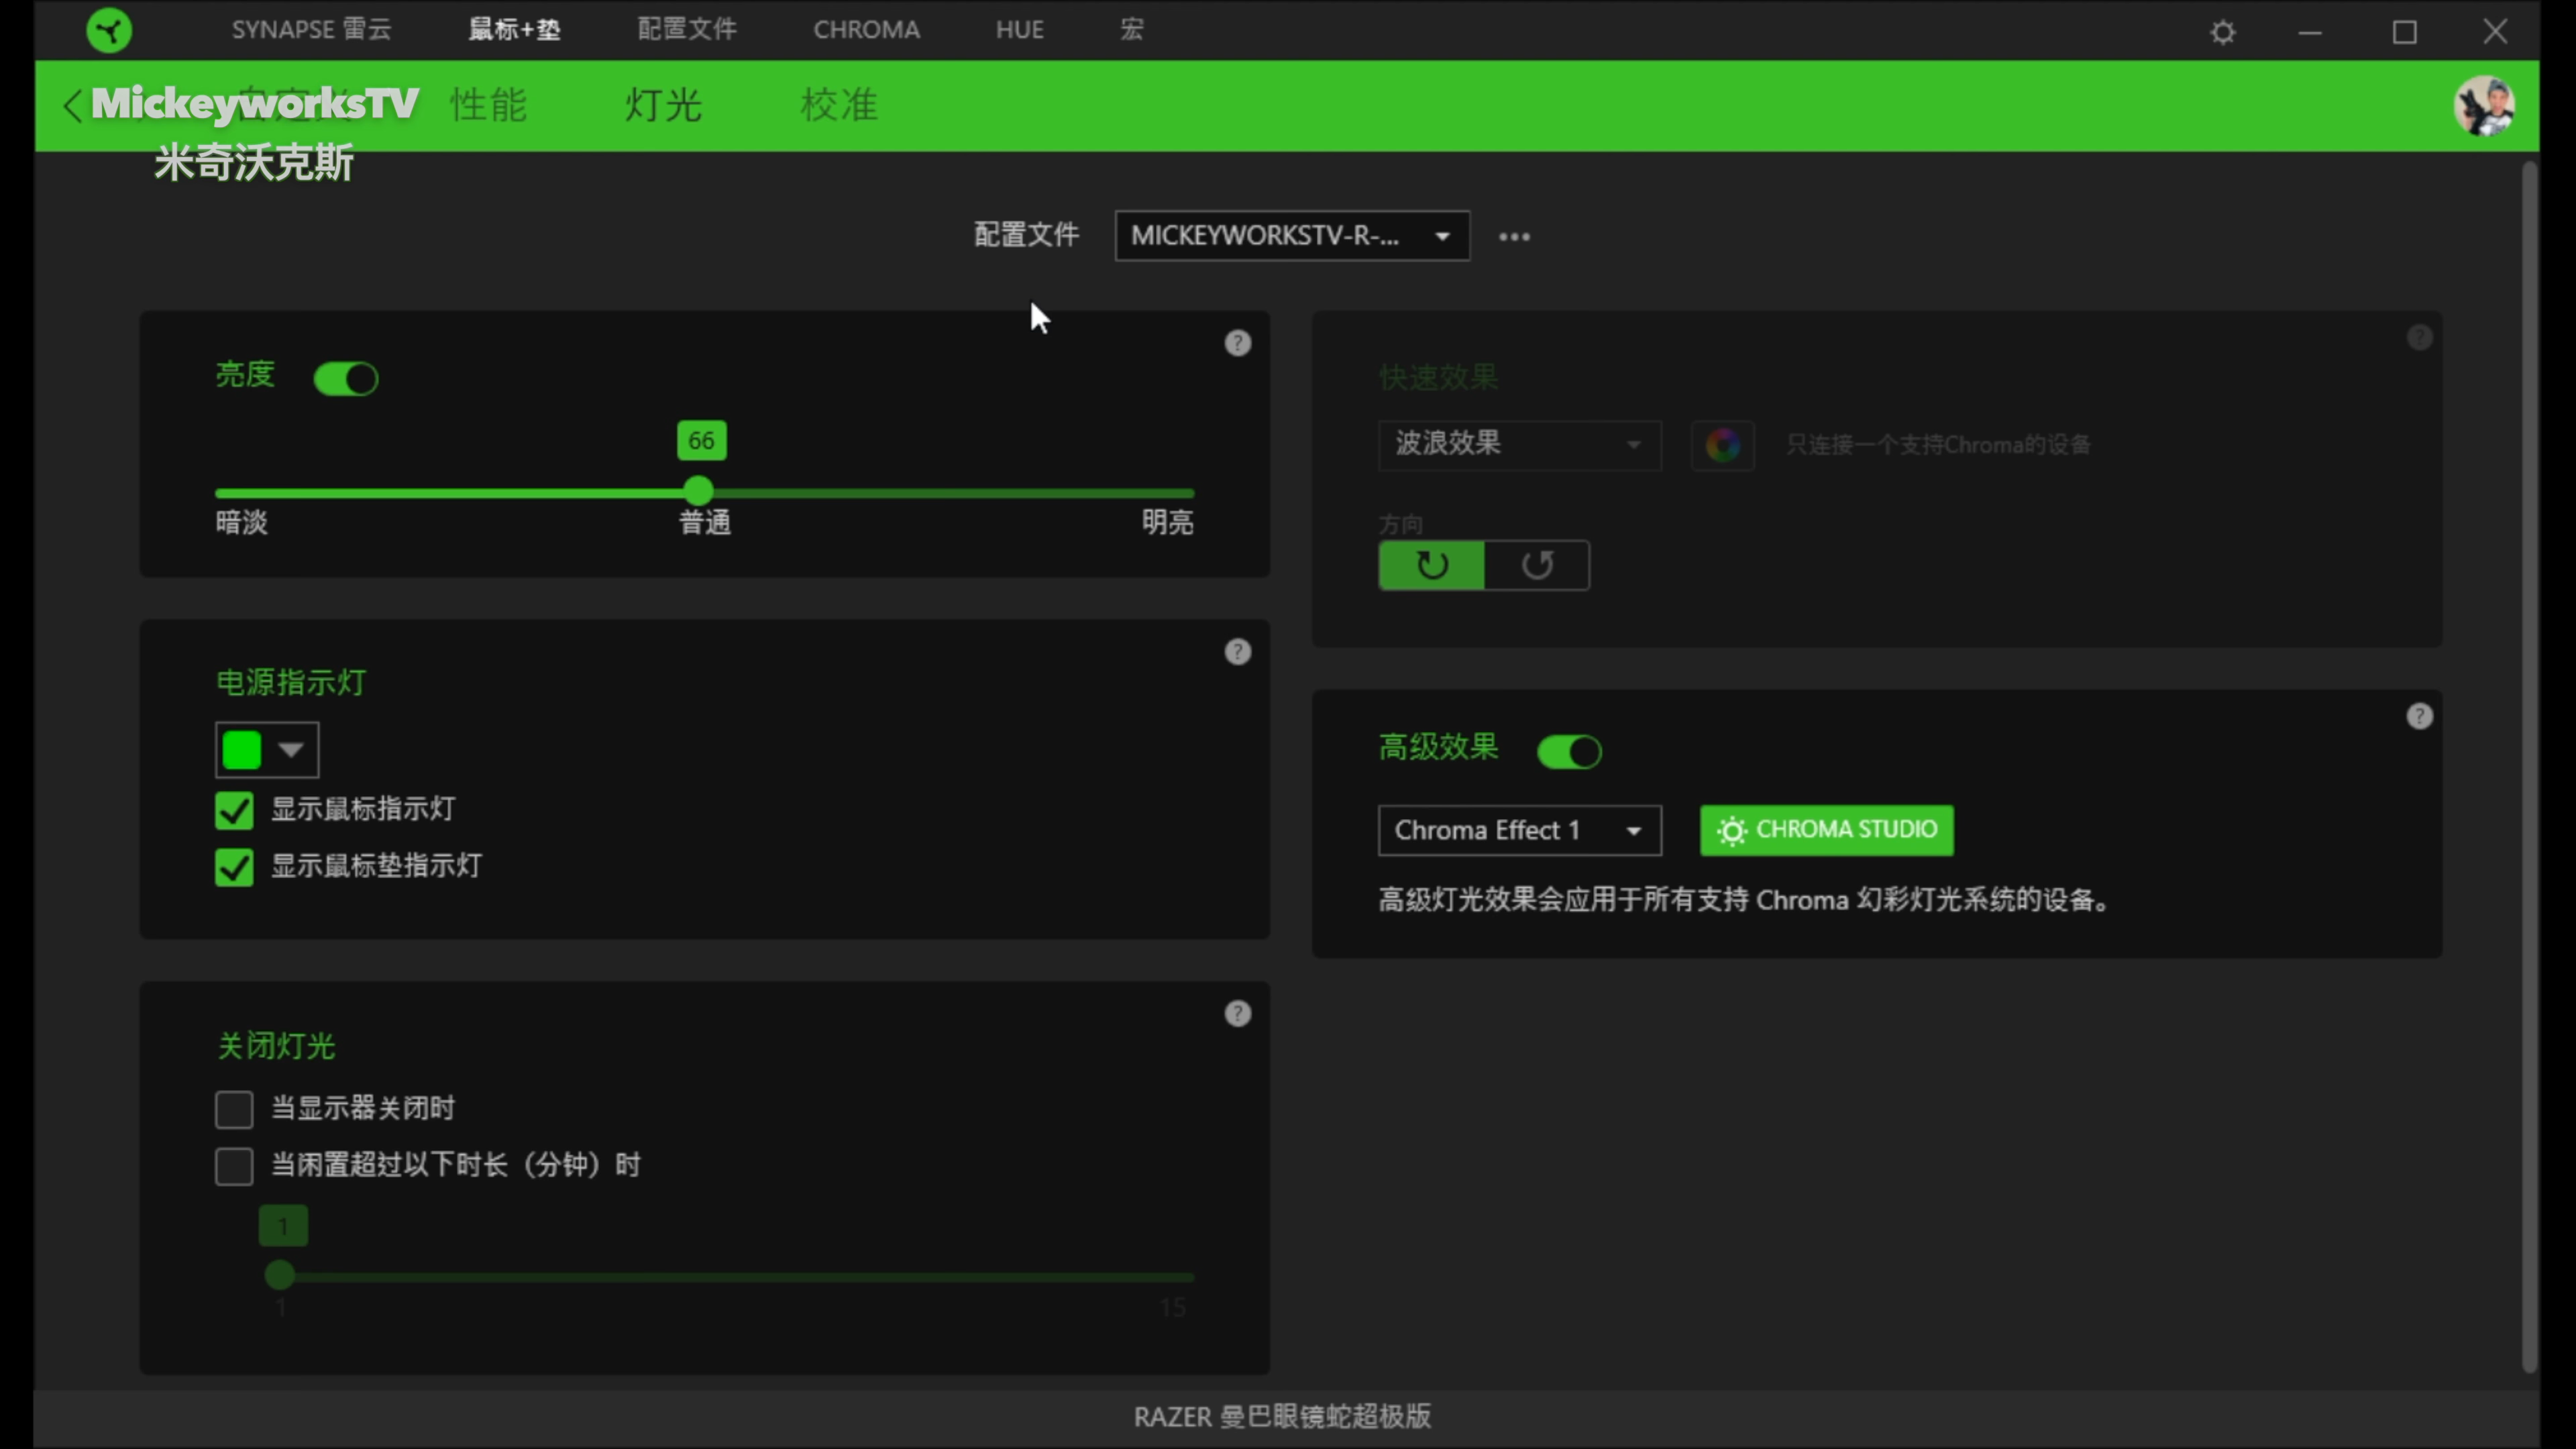 SYNAPSE 雷云 鼠标+垫 配置文件 CHROMA HUE 宏
MickeyworksTV 性能 灯光 校准
米奇沃克斯
配置文件 MICKEYWORKSTV-R-...
亮度
66
暗淡 普通 明亮
电源指示灯
显示鼠标指示灯
显示鼠标垫指示灯
关闭灯光
当显示器关闭时
当闲置超过以下时长（分钟）时
1
1 15
快速效果
波浪效果 只连接一个支持Chroma的设备
方向
高级效果
Chroma Effect 1 CHROMA STUDIO
高级灯光效果会应用于所有支持 Chroma 幻彩灯光系统的设备。
RAZER 曼巴眼镜蛇超极版